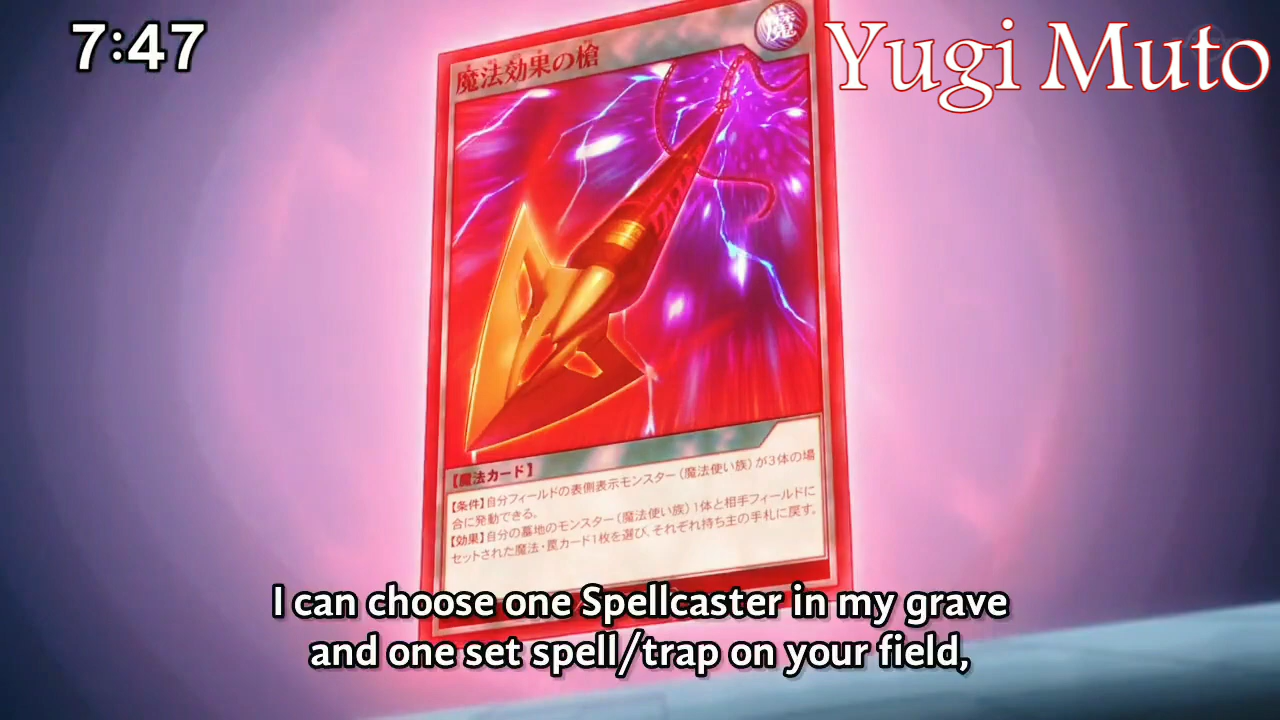 7:47
Yugi Muto
魔法効果の槍
魔
【魔法カード】
【条件】自分フィールドの表側表示モンスター(魔法使い族)が3体の場
合に発動できる。
【効果】自分の墓地のモンスター(魔法使い族)1体と相手フィールドに
セットされた魔法・罠カード1枚を選び、それぞれ持ち主の手札に戻す。
I can choose one Spellcaster in my grave
and one set spell/trap on your field,